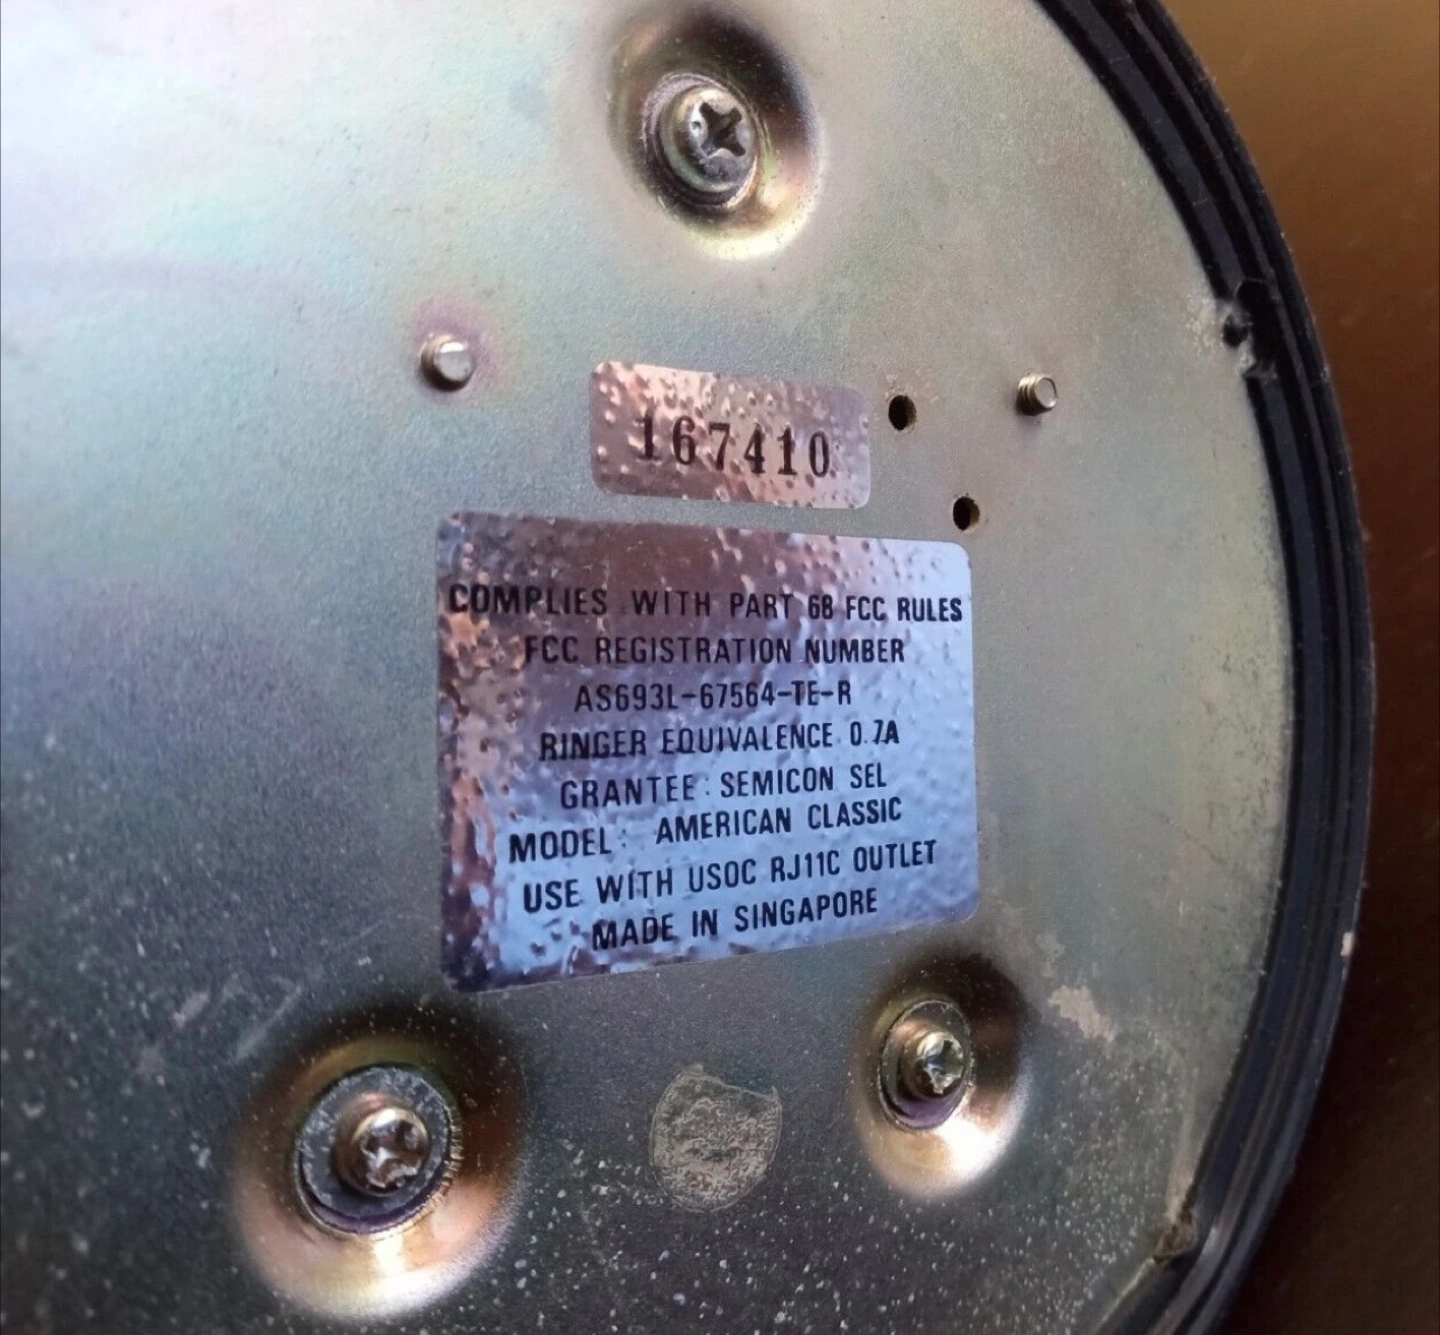 167410
COMPLIES WITH PART 68 FCC RULES
FCC REGISTRATION NUMBER
AS693L-67564-TE-R
RINGER EQUIVALENCE 0.7A
GRANTEE: SEMICON SEL
MODEL: AMERICAN CLASSIC
USE WITH USOC RJ11C OUTLET
MADE IN SINGAPORE